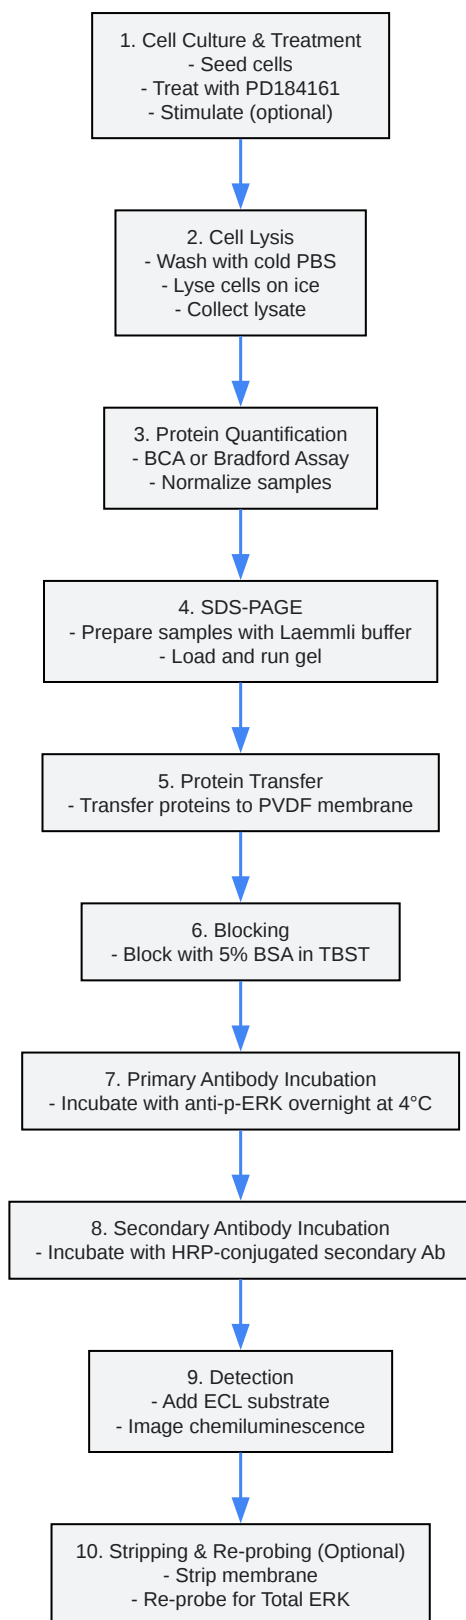 1. Cell Culture & Treatment
- Seed cells
- Treat with PD184161
- Stimulate (optional)
2. Cell Lysis
- Wash with cold PBS
- Lyse cells on ice
- Collect lysate
3. Protein Quantification
- BCA or Bradford Assay
- Normalize samples
4. SDS-PAGE
- Prepare samples with Laemmli buffer
- Load and run gel
5. Protein Transfer
- Transfer proteins to PVDF membrane
6. Blocking
- Block with 5% BSA in TBST
7. Primary Antibody Incubation
- Incubate with anti-p-ERK overnight at 4°C
8. Secondary Antibody Incubation
- Incubate with HRP-conjugated secondary Ab
9. Detection
- Add ECL substrate
- Image chemiluminescence
10. Stripping & Re-probing (Optional)
- Strip membrane
- Re-probe for Total ERK